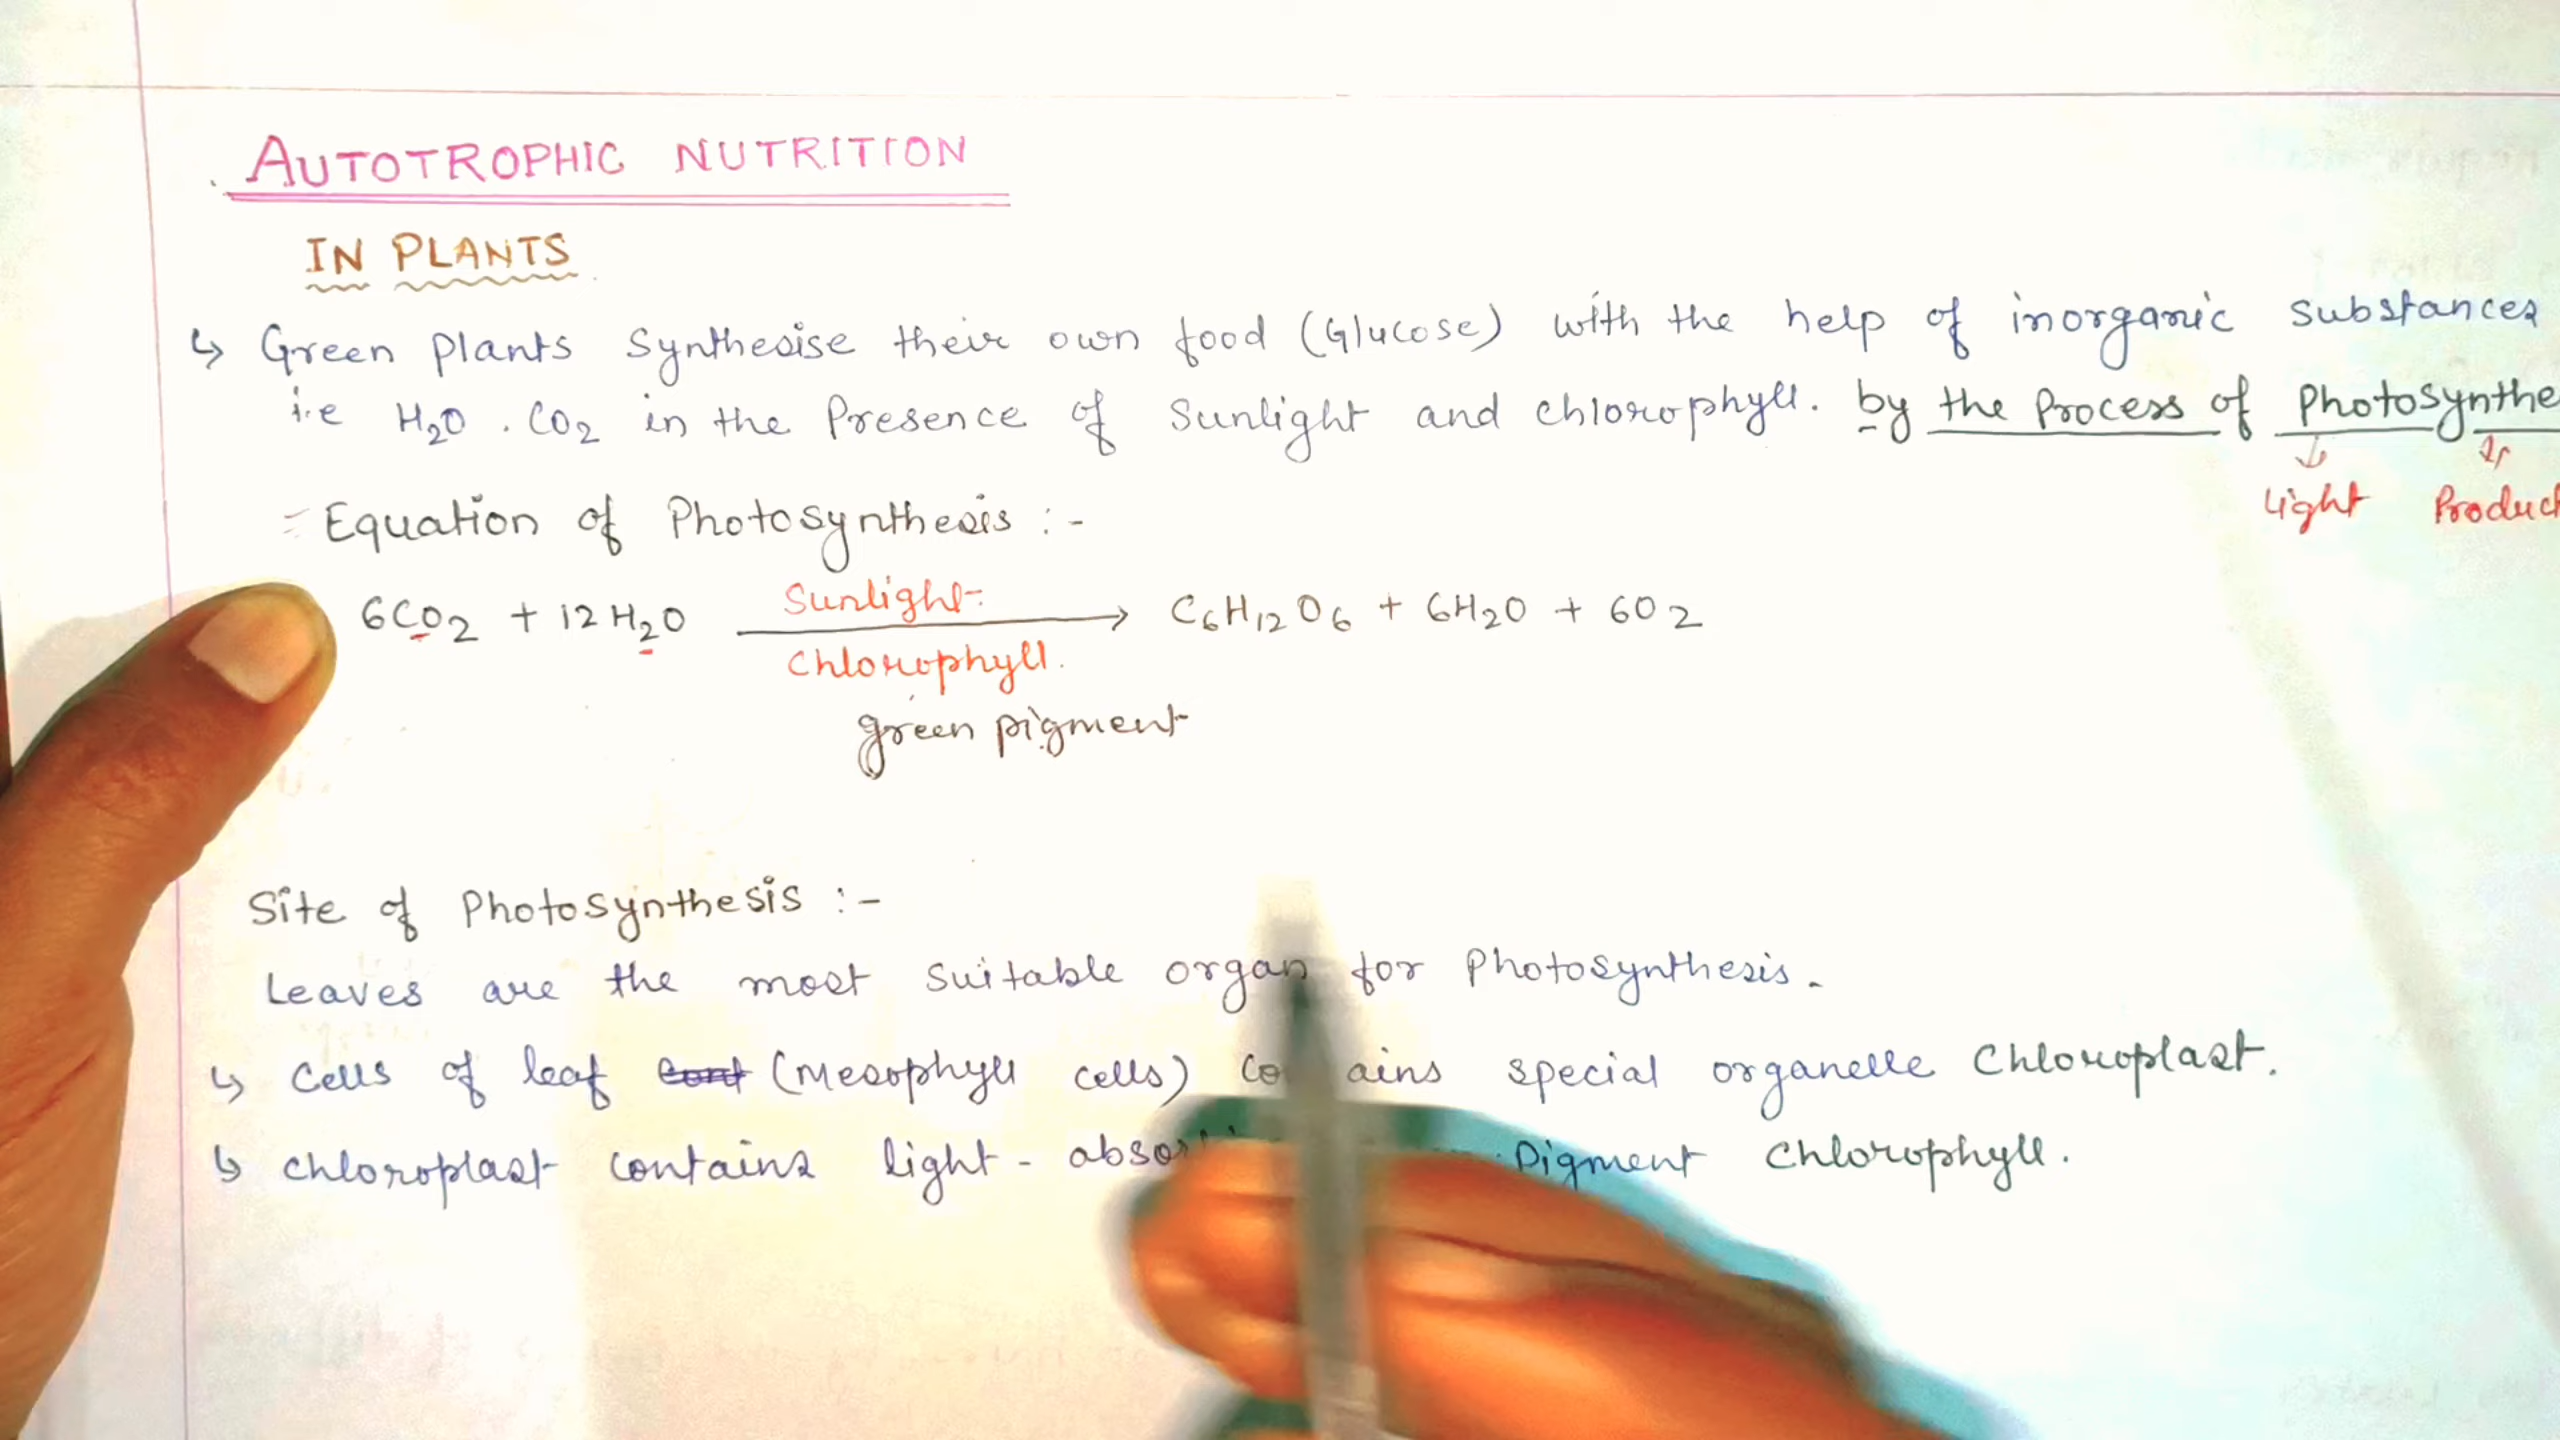 AUTOTROPHIC NUTRITION
IN PLANTS
↳ Green plants Synthesise their own food (Glucose) with the help of inorganic substances
i.e H₂O . CO₂ in the Presence of Sunlight and chlorophyll. by the Process of Photosynthe
Light Product
Equation of Photosynthesis :-
Sunlight
6CO₂ + 12H₂O → C₆H₁₂O₆ + 6H₂O + 6O₂
Chlorophyll.
green pigment
Site of Photosynthesis :-
Leaves are the most suitable organ for Photosynthesis.
↳ Cells of leaf (Mesophyll cells) Co ains special organelle Chloroplast.
↳ chloroplast contains light - abso Pigment Chlorophyll.